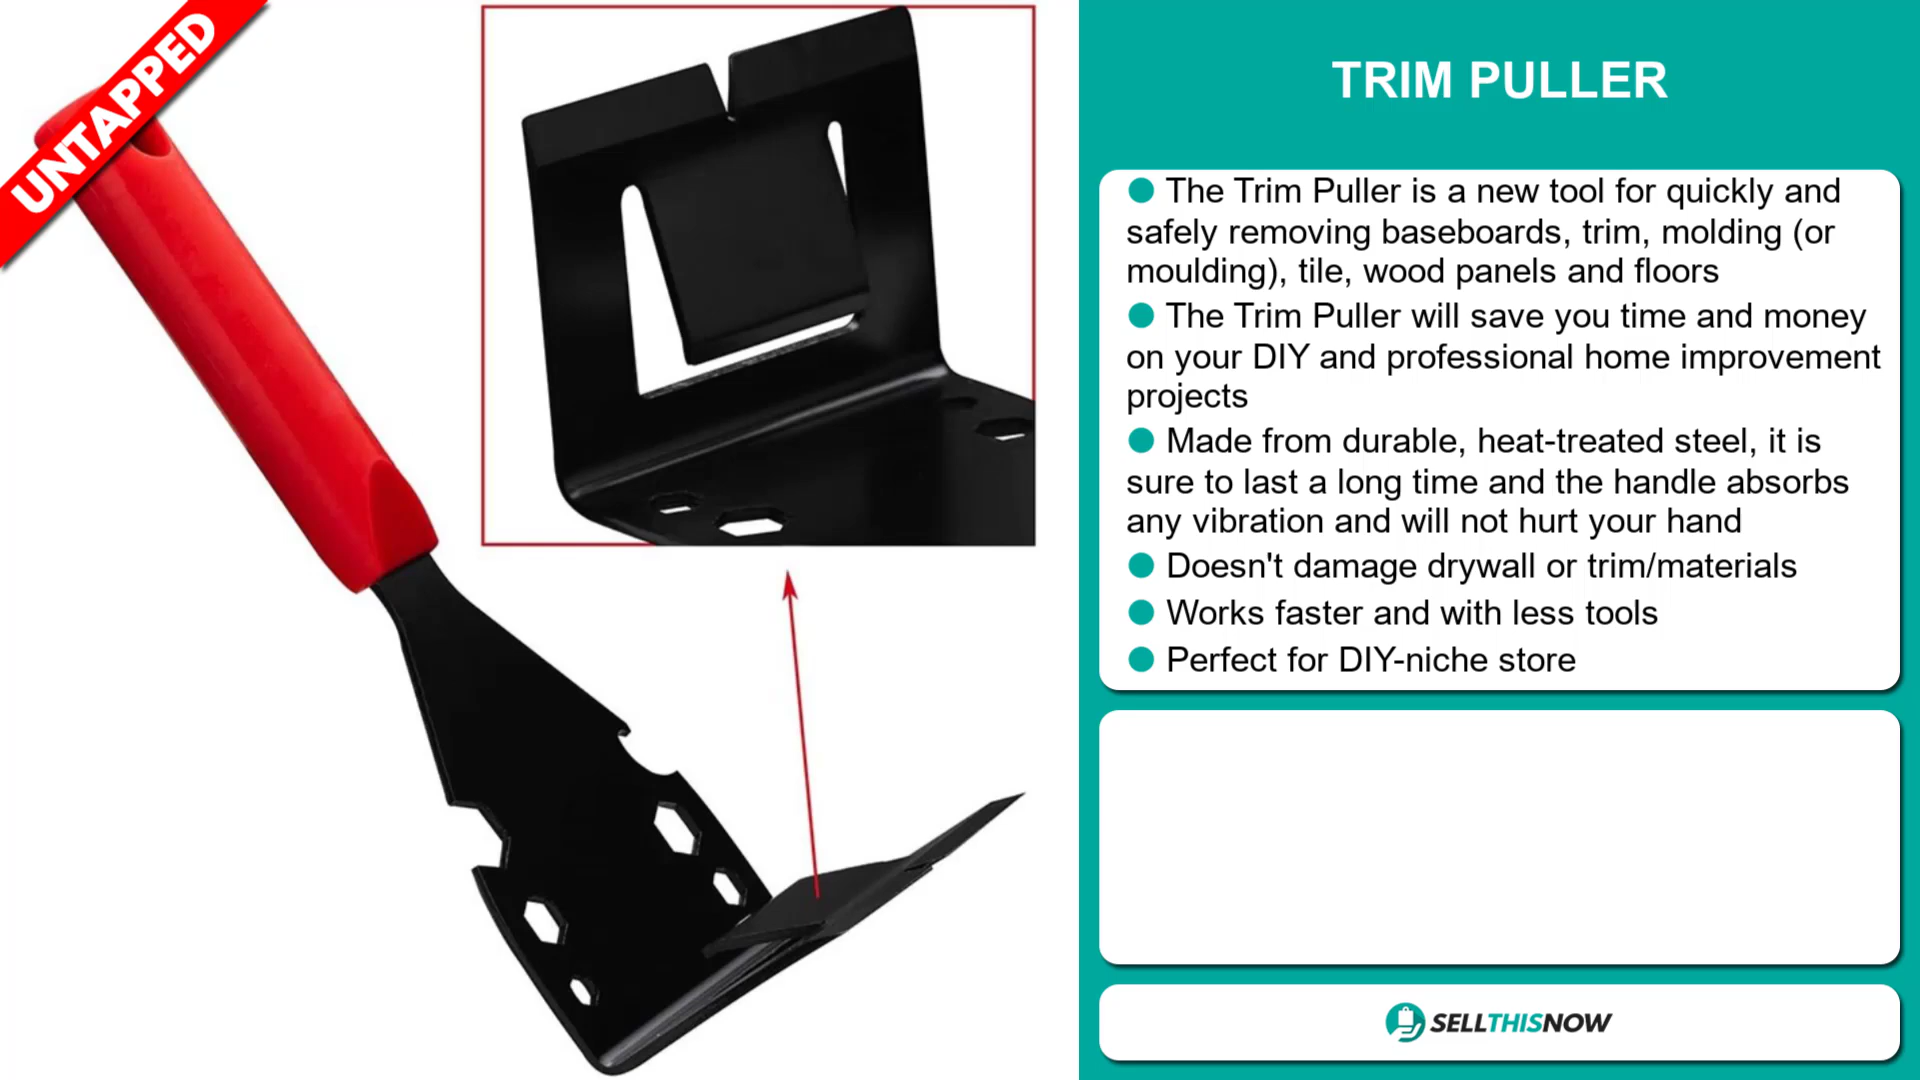 UNTAPPED
TRIM PULLER
The Trim Puller is a new tool for quickly and
safely removing baseboards, trim, molding (or
moulding), tile, wood panels and floors
The Trim Puller will save you time and money
on your DIY and professional home improvement
projects
Made from durable, heat-treated steel, it is
sure to last a long time and the handle absorbs
any vibration and will not hurt your hand
Doesn't damage drywall or trim/materials
Works faster and with less tools
Perfect for DIY-niche store
SELLTHISNOW